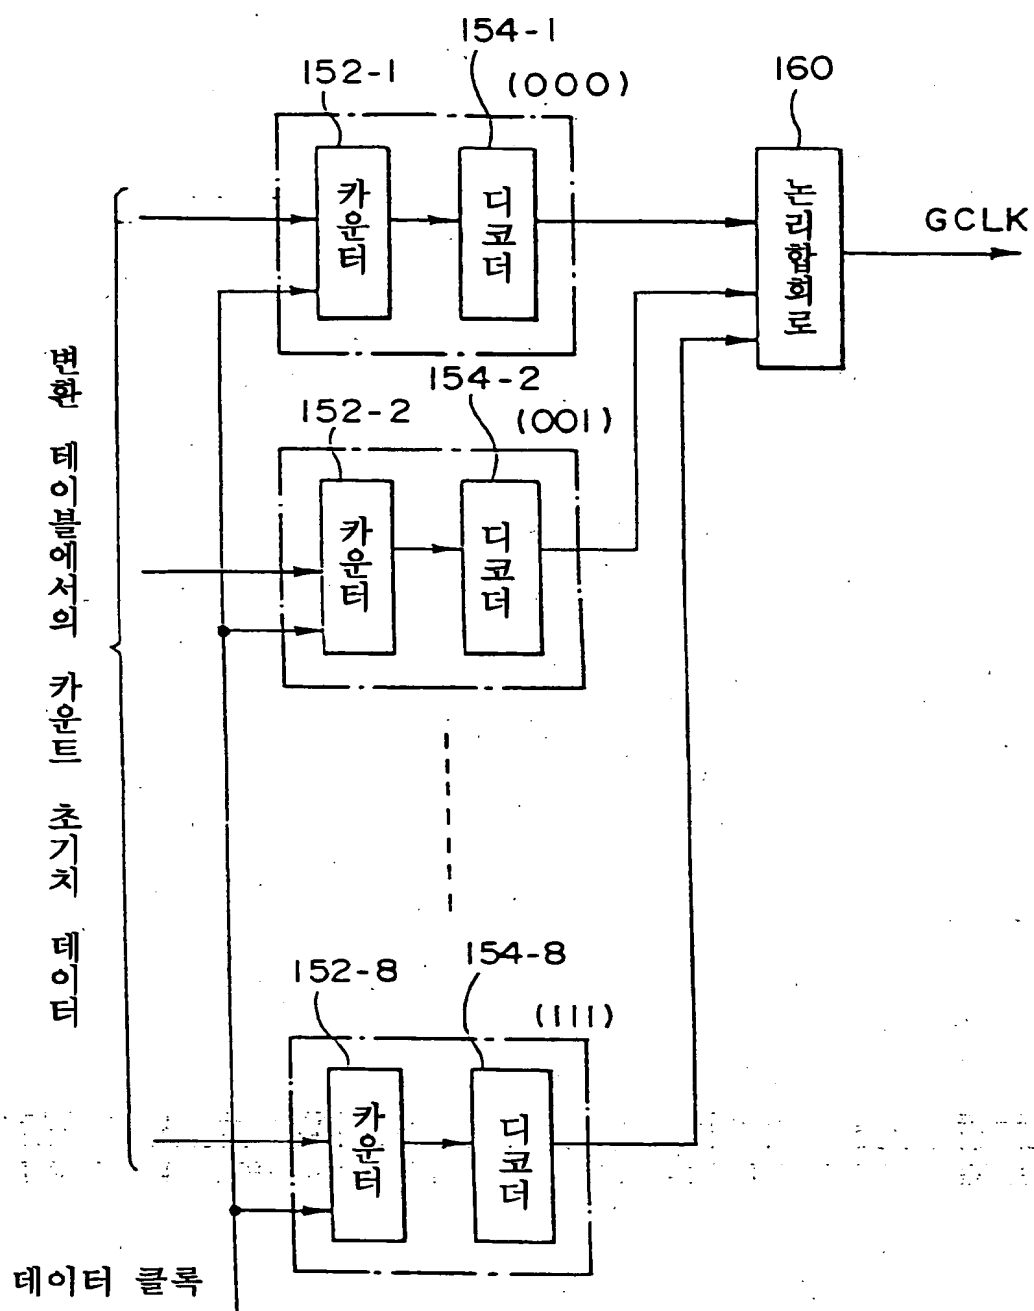 154-1
152-1
(000)
160
카운터
디코더
논리합회로
GCLK
변환 테이블에서의 카운트 초기치 데이터
154-2
152-2
(001)
카운터
디코더
152-8
154-8
(111)
카운터
디코더
데이터 클록